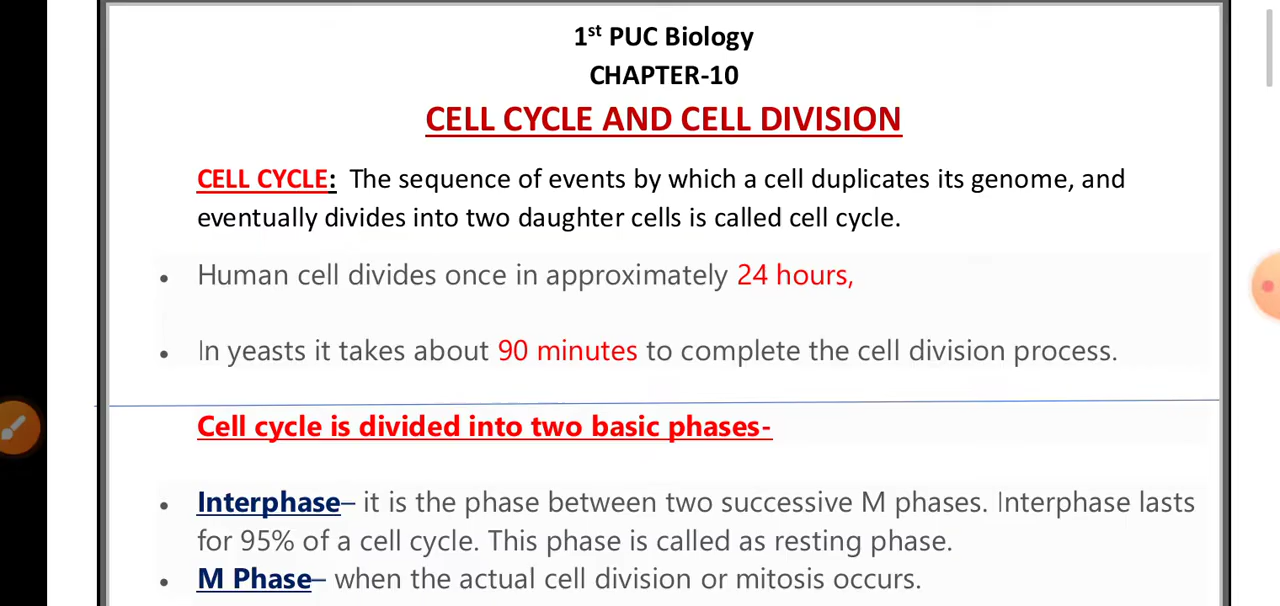 1st PUC Biology
CHAPTER-10
CELL CYCLE AND CELL DIVISION
CELL CYCLE: The sequence of events by which a cell duplicates its genome, and
eventually divides into two daughter cells is called cell cycle.
• Human cell divides once in approximately 24 hours,
• In yeasts it takes about 90 minutes to complete the cell division process.
Cell cycle is divided into two basic phases-
• Interphase– it is the phase between two successive M phases. Interphase lasts
for 95% of a cell cycle. This phase is called as resting phase.
• M Phase– when the actual cell division or mitosis occurs.